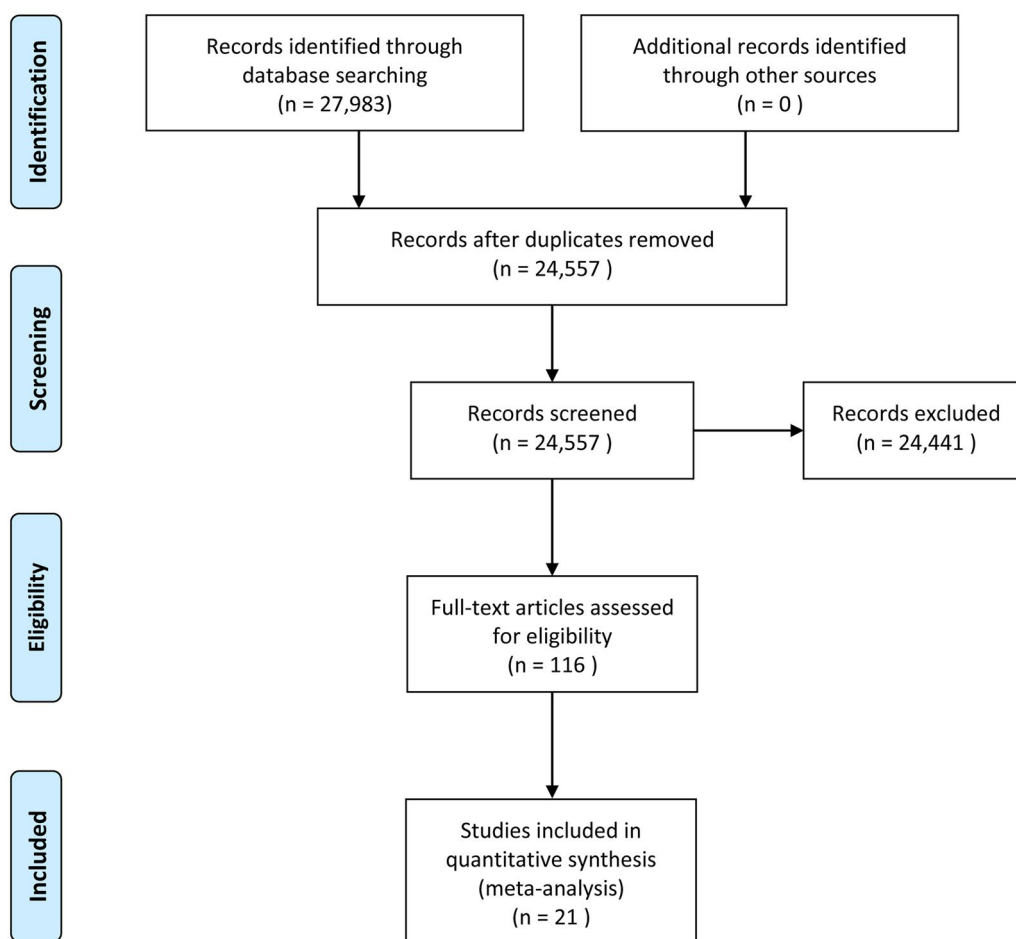 Identification
Records identified through
database searching
(n = 27,983)
Additional records identified
through other sources
(n = 0 )
Records after duplicates removed
(n = 24,557 )
Screening
Records screened
(n = 24,557 )
Records excluded
(n = 24,441 )
Eligibility
Full-text articles assessed
for eligibility
(n = 116 )
Included
Studies included in
quantitative synthesis
(meta-analysis)
(n = 21 )